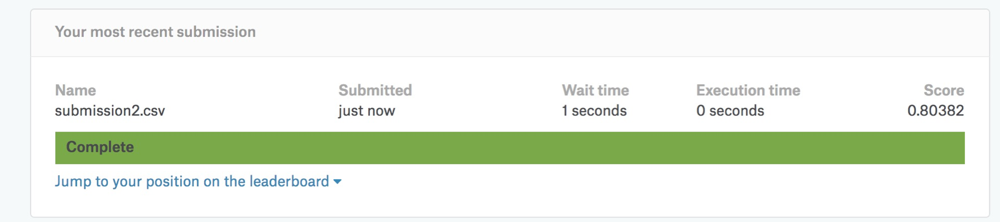 Your most recent submission
Name Submitted Wait time Execution time Score
submission2.csv just now 1 seconds 0 seconds 0.80382
Complete
Jump to your position on the leaderboard